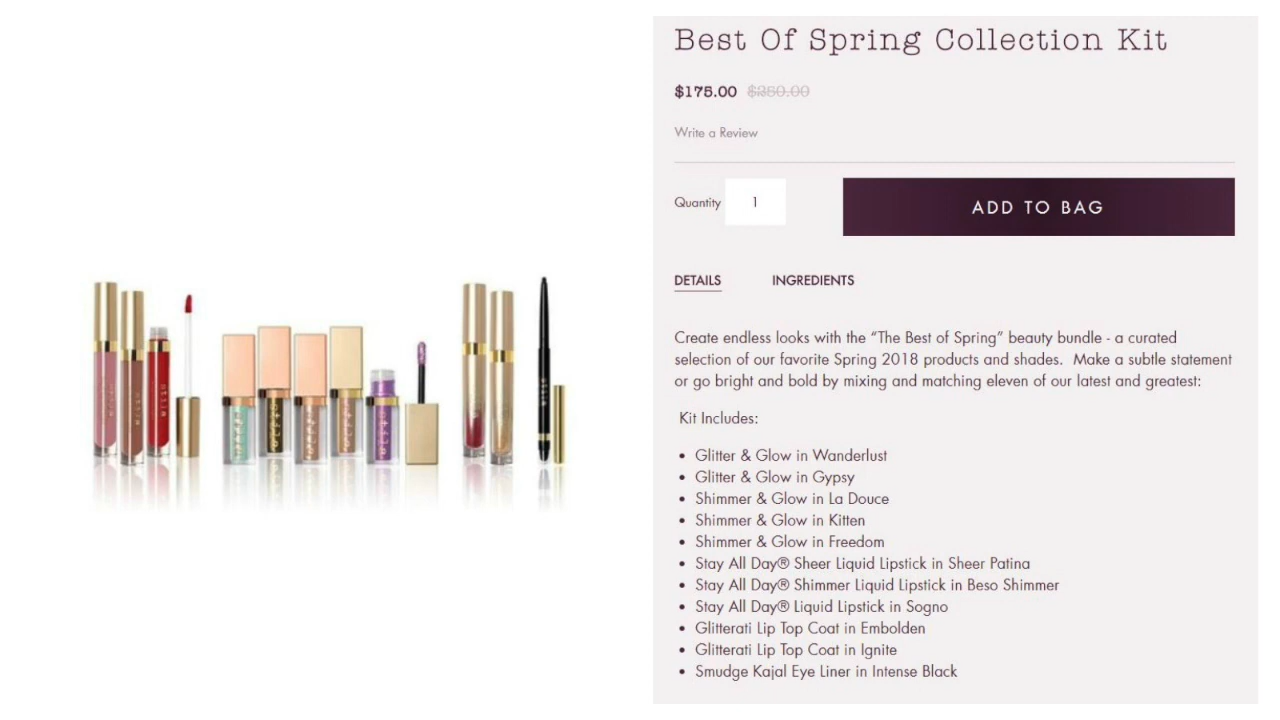 Best Of Spring Collection Kit
$175.00 $250.00
Write a Review
Quantity 1
ADD TO BAG
DETAILS INGREDIENTS
Create endless looks with the “The Best of Spring” beauty bundle - a curated
selection of our favorite Spring 2018 products and shades.  Make a subtle statement
or go bright and bold by mixing and matching eleven of our latest and greatest:
Kit Includes:
• Glitter & Glow in Wanderlust
• Glitter & Glow in Gypsy
• Shimmer & Glow in La Douce
• Shimmer & Glow in Kitten
• Shimmer & Glow in Freedom
• Stay All Day® Sheer Liquid Lipstick in Sheer Patina
• Stay All Day® Shimmer Liquid Lipstick in Beso Shimmer
• Stay All Day® Liquid Lipstick in Sogno
• Glitterati Lip Top Coat in Embolden
• Glitterati Lip Top Coat in Ignite
• Smudge Kajal Eye Liner in Intense Black